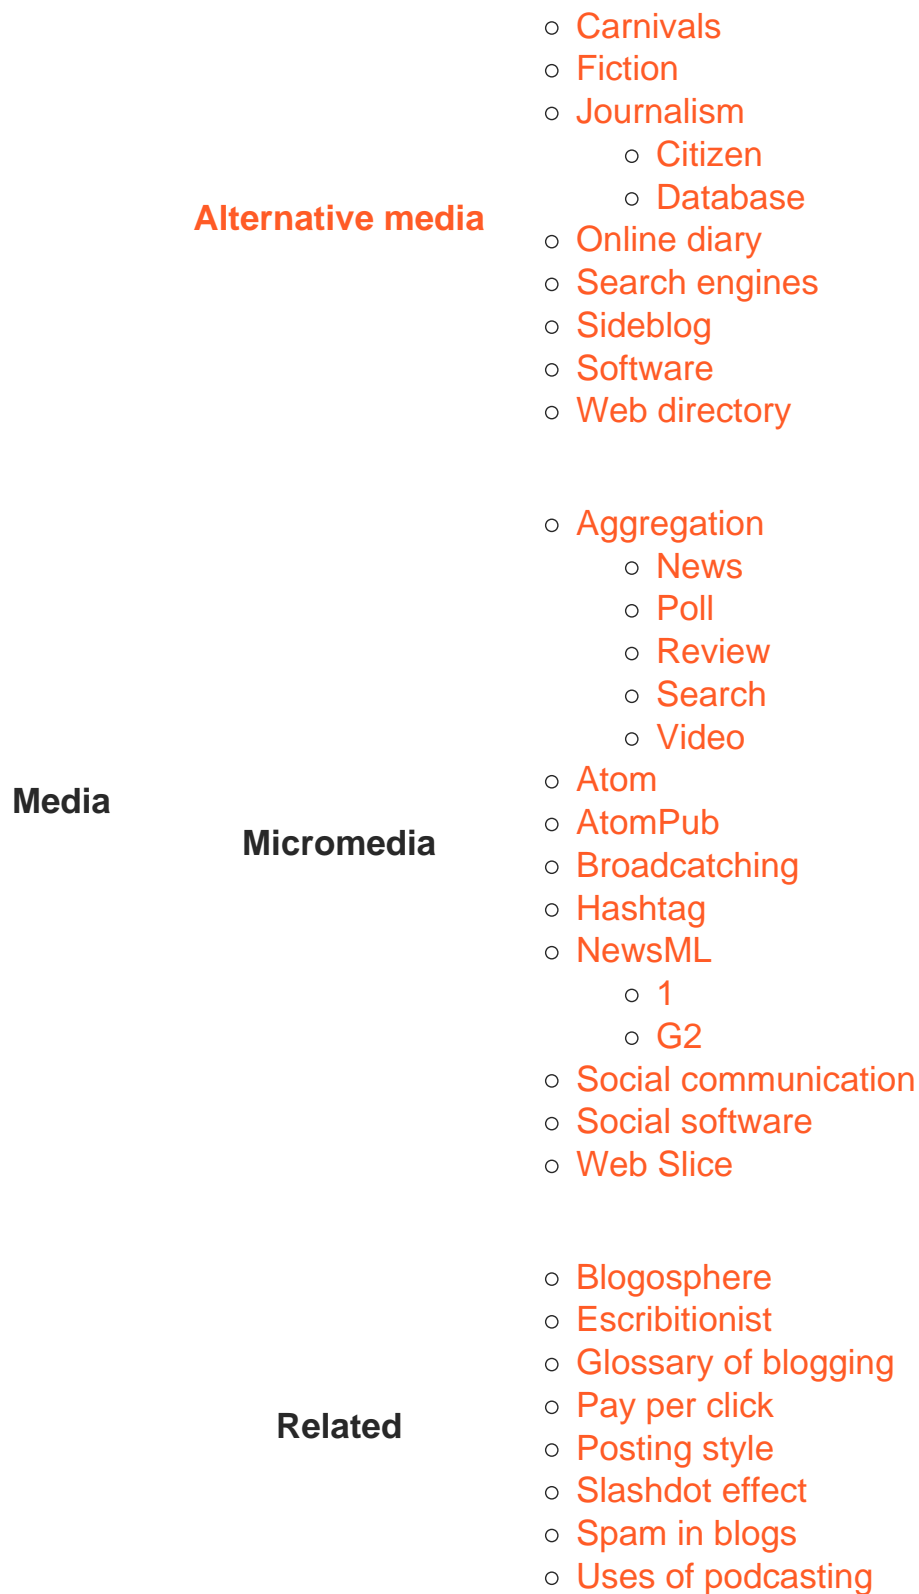 Media
Alternative media
Carnivals
Fiction
Journalism
Citizen
Database
Online diary
Search engines
Sideblog
Software
Web directory
Micromedia
Aggregation
News
Poll
Review
Search
Video
Atom
AtomPub
Broadcatching
Hashtag
NewsML
1
G2
Social communication
Social software
Web Slice
Related
Blogosphere
Escribitionist
Glossary of blogging
Pay per click
Posting style
Slashdot effect
Spam in blogs
Uses of podcasting